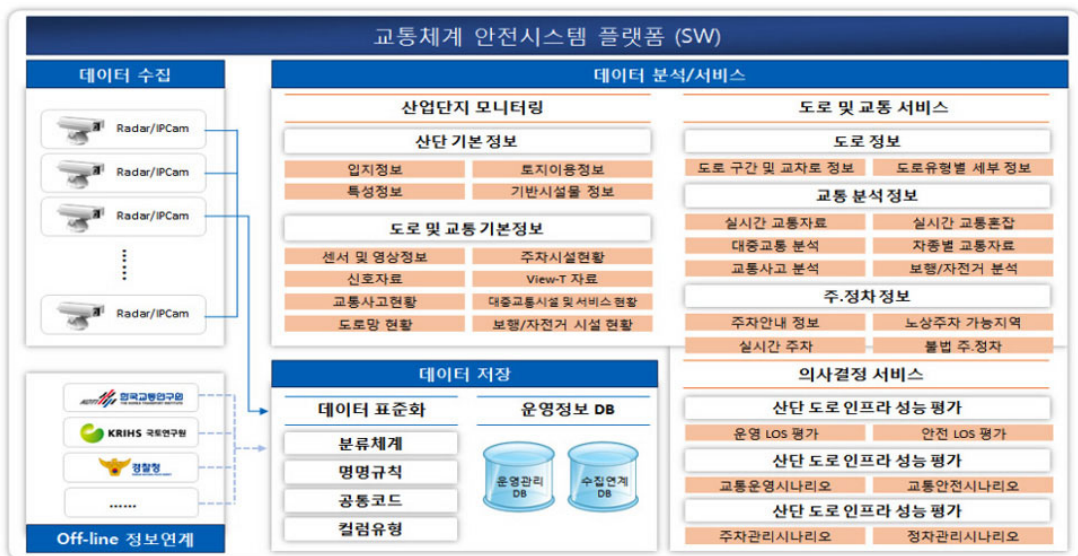 교통체계 안전시스템 플랫폼 (SW)
데이터 수집
Radar/IPCam
Radar/IPCam
Radar/IPCam
Radar/IPCam
데이터 분석/서비스
산업단지 모니터링
산단 기본 정보
입지정보
토지이용정보
특성정보
기반시설물 정보
도로 및 교통 기본정보
센서 및 영상정보
주차시설현황
신호자료
View-T 자료
교통사고현황
대중교통시설 및 서비스 현황
도로망 현황
보행/자전거 시설 현황
도로 및 교통 서비스
도로 정보
도로 구간 및 교차로 정보
도로유형별 세부 정보
교통 분석 정보
실시간 교통자료
실시간 교통혼잡
대중교통 분석
차종별 교통자료
교통사고 분석
보행/자전거 분석
주.정차 정보
주차안내 정보
노상주차 가능지역
실시간 주차
불법 주.정차
의사결정 서비스
산단 도로 인프라 성능 평가
운영 LOS 평가
안전 LOS 평가
산단 도로 인프라 성능 평가
교통운영시나리오
교통안전시나리오
산단 도로 인프라 성능 평가
주차관리시나리오
정차관리시나리오
데이터 저장
데이터 표준화
분류체계
명명규칙
공통코드
컬럼유형
운영정보 DB
운영관리
DB
수집연계
DB
한국교통연구원
THE KOREA TRANSPORT INSTITUTE
KRIHS 국토연구원
경찰청
......
Off-line 정보연계